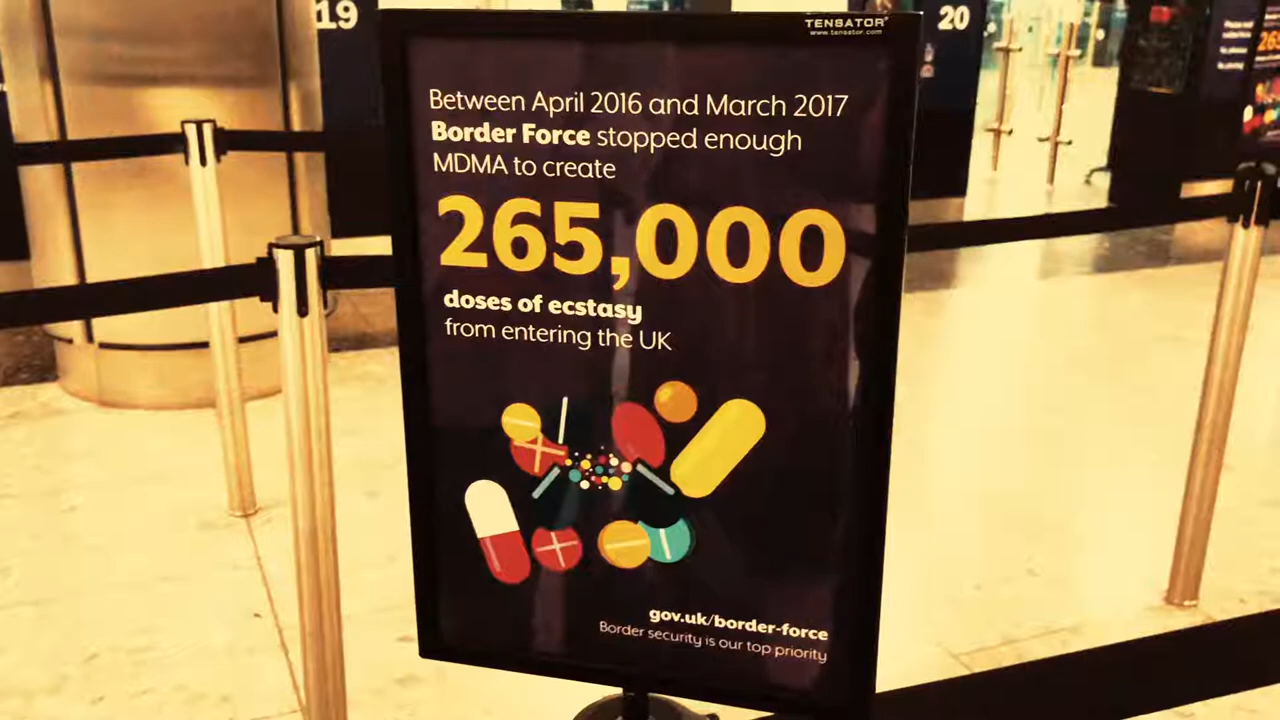 19
TENSATOR
www.tensator.com
20
Between April 2016 and March 2017
Border Force stopped enough
MDMA to create
265,000
doses of ecstasy
from entering the UK
gov.uk/border-force
Border security is our top priority